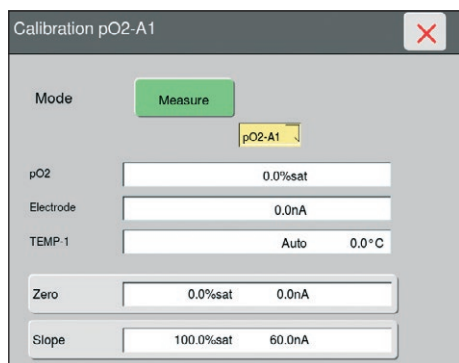 Calibration pO2-A1
Mode Measure
pO2-A1
pO2 0.0%sat
Electrode 0.0nA
TEMP-1 Auto 0.0°C
Zero 0.0%sat 0.0nA
Slope 100.0%sat 60.0nA